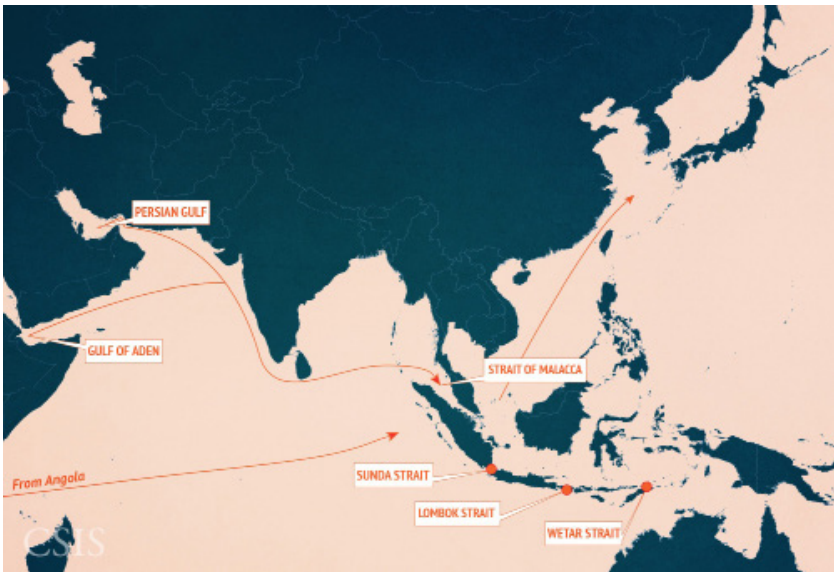 PERSIAN GULF
GULF OF ADEN
STRAIT OF MALACCA
From Angola
SUNDA STRAIT
LOMBOK STRAIT
WETAR STRAIT
CSIS